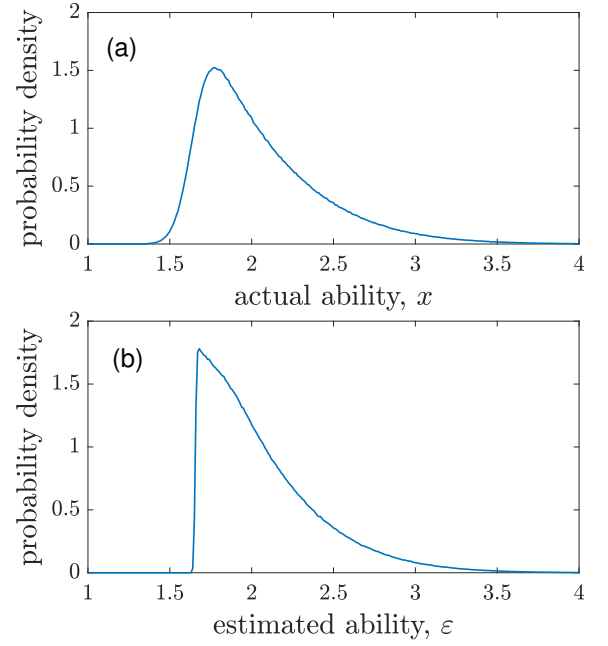 (a)
probability density
2
1.5
1
0.5
0
1 1.5 2 2.5 3 3.5 4
actual ability, x
(b)
probability density
2
1.5
1
0.5
0
1 1.5 2 2.5 3 3.5 4
estimated ability, ε